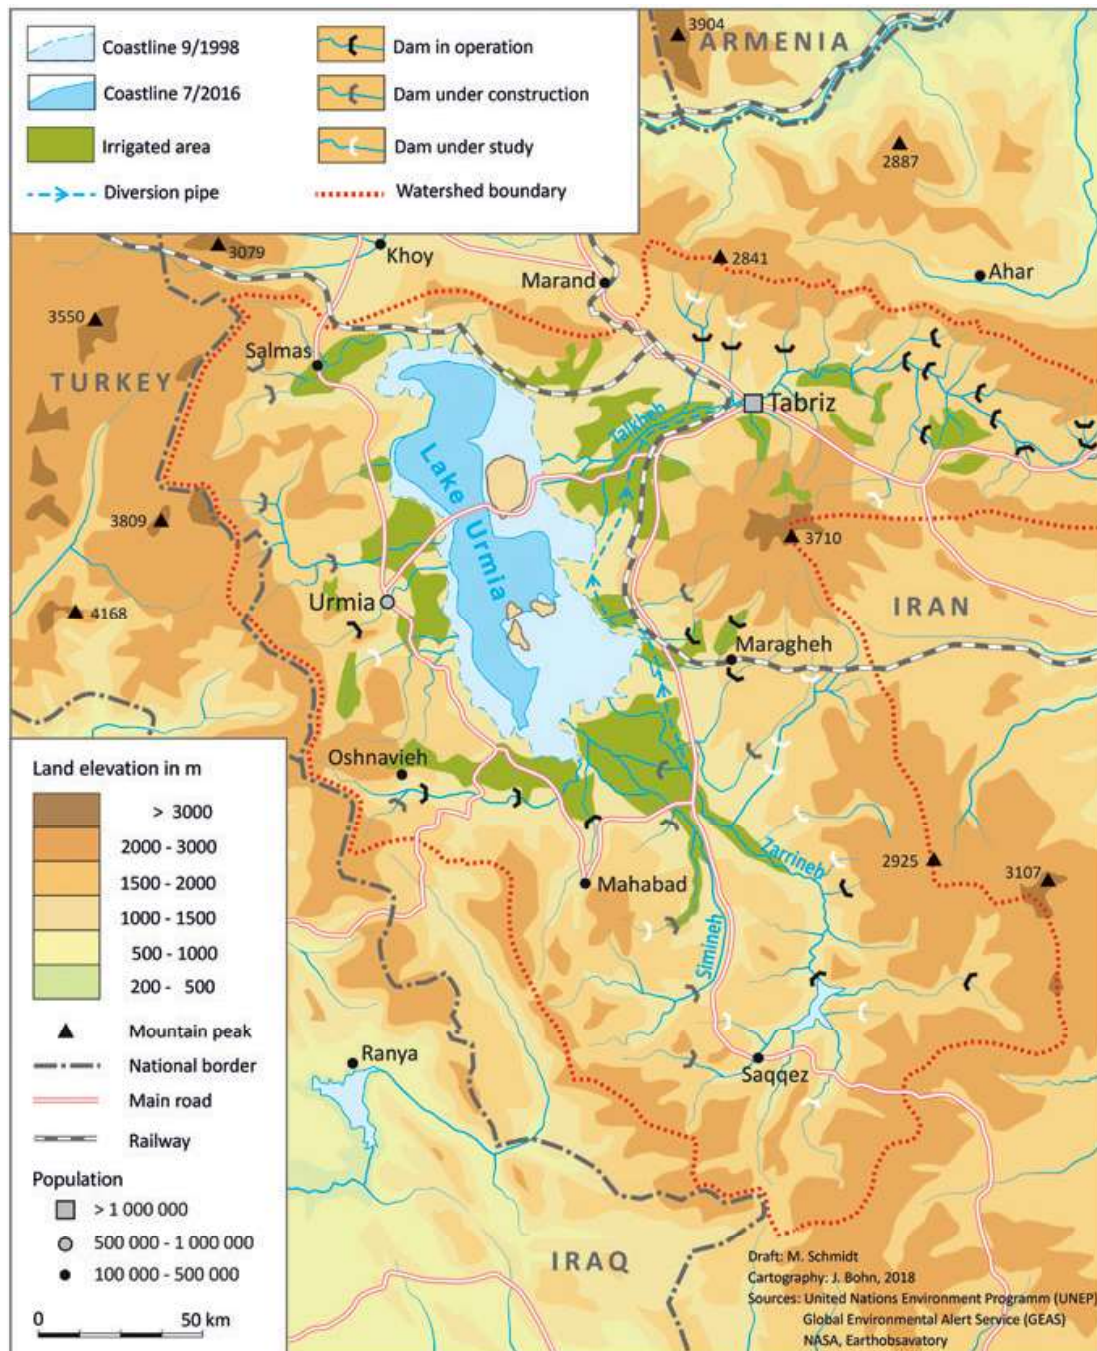 Coastline 9/1998
Coastline 7/2016
Irrigated area
Diversion pipe
Dam in operation
Dam under construction
Dam under study
Watershed boundary
3904
ARMENIA
2887
3079
Khoy
2841
Marand
Ahar
3550
Salmas
TURKEY
Tabriz
Talkheh
Lake Urmia
3809
3710
Urmia
4168
IRAN
Maragheh
Oshnavieh
Zarrineh
2925
3107
Mahabad
Simineh
Ranya
Saqqez
IRAQ
Land elevation in m
> 3000
2000 - 3000
1500 - 2000
1000 - 1500
500 - 1000
200 - 500
Mountain peak
National border
Main road
Railway
Population
> 1 000 000
500 000 - 1 000 000
100 000 - 500 000
0 50 km
Draft: M. Schmidt
Cartography: J. Bohn, 2018
Sources: United Nations Environment Programm (UNEP)
Global Environmental Alert Service (GEAS)
NASA, Earthobsavatory